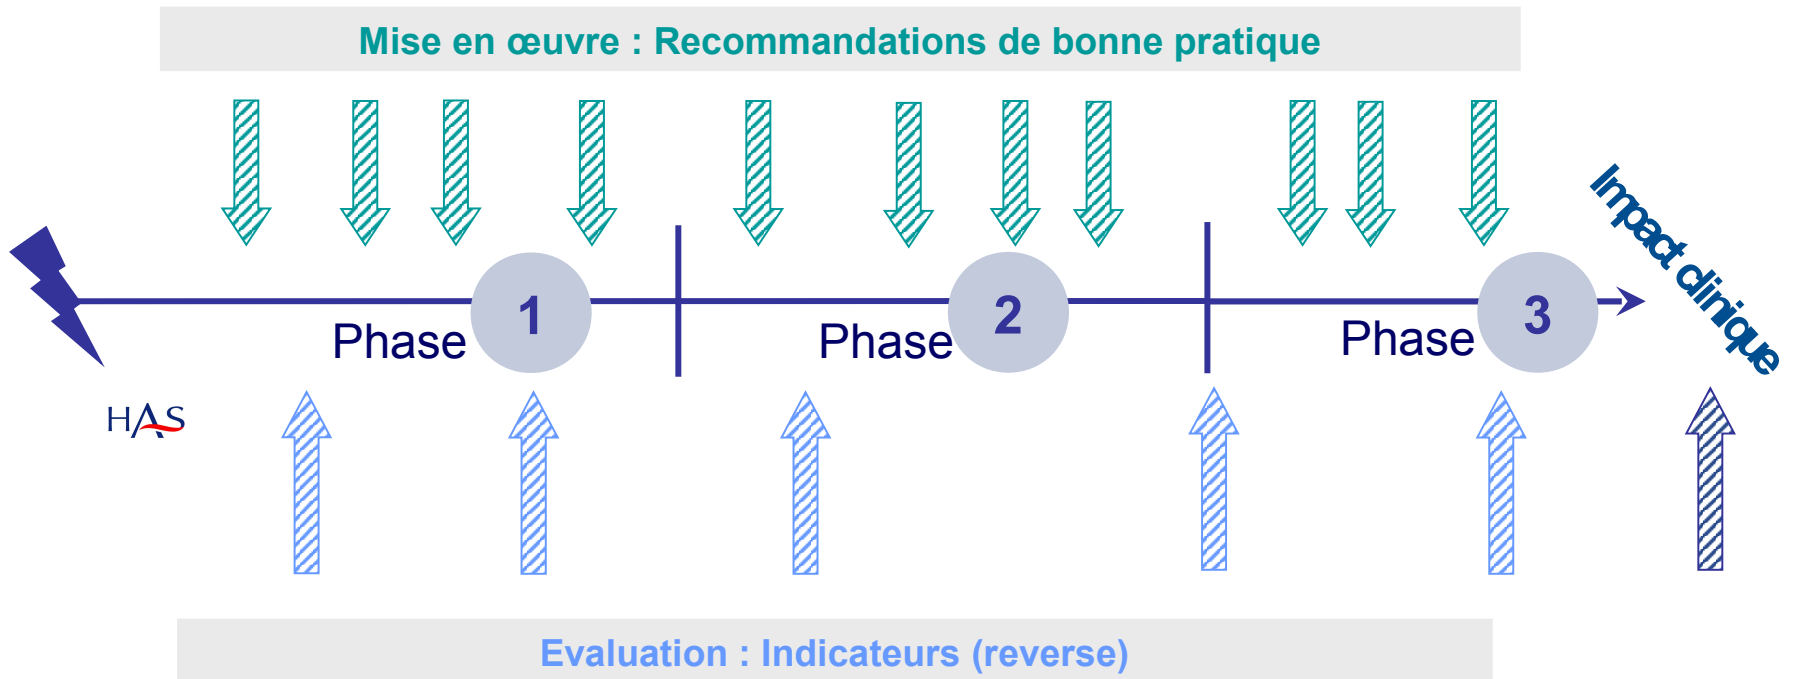 Mise en œuvre : Recommandations de bonne pratique
Impact clinique
Phase 1
Phase 2
Phase 3
HAS
Evaluation : Indicateurs (reverse)